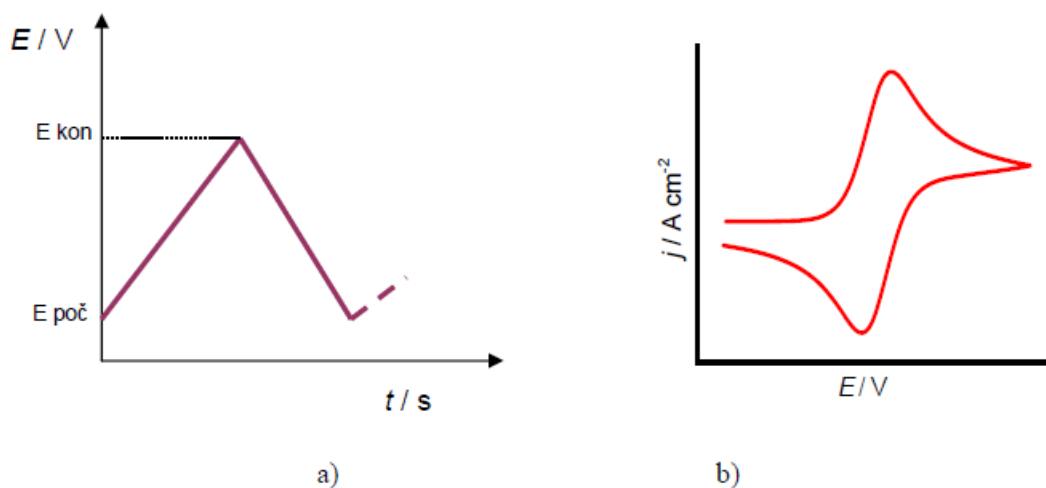 E / V
E kon
E poč
t / s
a)
j / A cm⁻²
E / V
b)